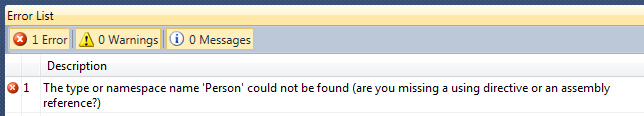 Error List
1 Error 0 Warnings 0 Messages
Description
1 The type or namespace name 'Person' could not be found (are you missing a using directive or an assembly
reference?)